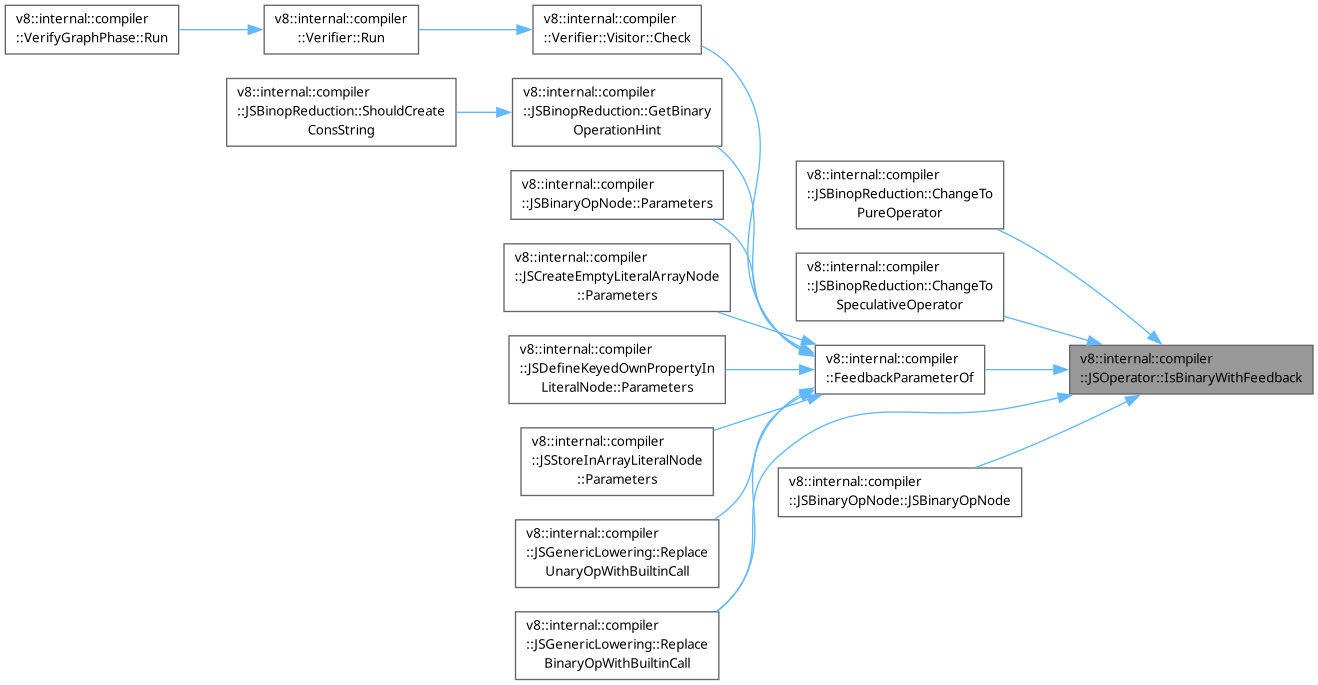 v8::internal::compiler
::VerifyGraphPhase::Run
v8::internal::compiler
::Verifier::Run
v8::internal::compiler
::Verifier::Visitor::Check
v8::internal::compiler
::JSBinopReduction::ShouldCreate
ConsString
v8::internal::compiler
::JSBinopReduction::GetBinary
OperationHint
v8::internal::compiler
::JSBinaryOpNode::Parameters
v8::internal::compiler
::JSCreateEmptyLiteralArrayNode
::Parameters
v8::internal::compiler
::JSDefineKeyedOwnPropertyIn
LiteralNode::Parameters
v8::internal::compiler
::JSStoreInArrayLiteralNode
::Parameters
v8::internal::compiler
::JSGenericLowering::Replace
UnaryOpWithBuiltinCall
v8::internal::compiler
::JSGenericLowering::Replace
BinaryOpWithBuiltinCall
v8::internal::compiler
::JSBinopReduction::ChangeTo
PureOperator
v8::internal::compiler
::JSBinopReduction::ChangeTo
SpeculativeOperator
v8::internal::compiler
::FeedbackParameterOf
v8::internal::compiler
::JSBinaryOpNode::JSBinaryOpNode
v8::internal::compiler
::JSOperator::IsBinaryWithFeedback